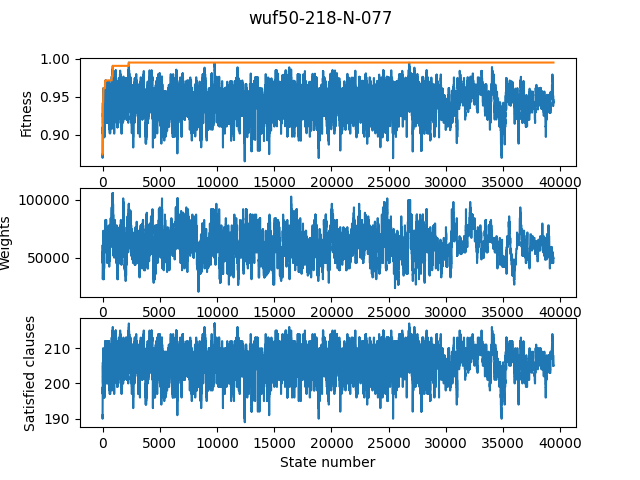 wuf50-218-N-077
1.00
0.95
0.90
Fitness
0 5000 10000 15000 20000 25000 30000 35000 40000
100000
50000
Weights
0 5000 10000 15000 20000 25000 30000 35000 40000
210
200
190
Satisfied clauses
0 5000 10000 15000 20000 25000 30000 35000 40000
State number